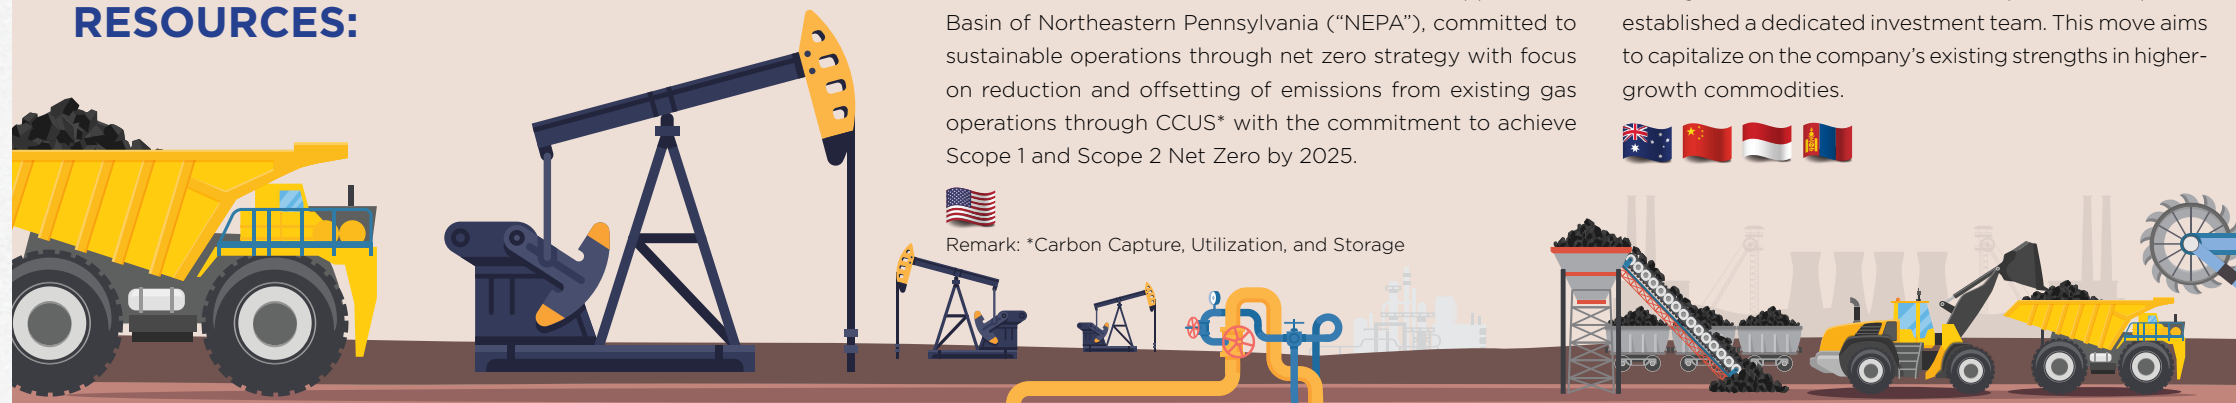 RESOURCES:
Basin of Northeastern Pennsylvania (“NEPA”), committed to
sustainable operations through net zero strategy with focus
on reduction and offsetting of emissions from existing gas
operations through CCUS* with the commitment to achieve
Scope 1 and Scope 2 Net Zero by 2025.
Remark: *Carbon Capture, Utilization, and Storage
established a dedicated investment team. This move aims
to capitalize on the company’s existing strengths in higher-
growth commodities.